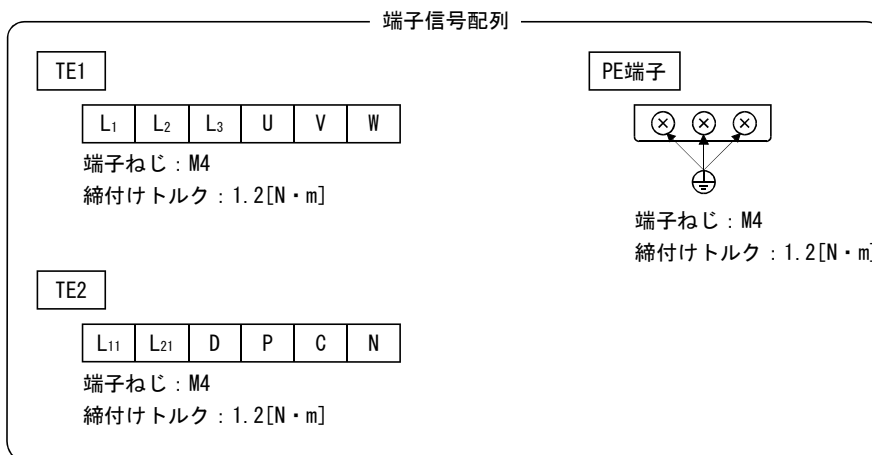 端子信号配列
TE1
L1 L2 L3 U V W
端子ねじ：M4
締付けトルク：1.2[N・m]
PE端子
端子ねじ：M4
締付けトルク：1.2[N・m]
TE2
L11 L21 D P C N
端子ねじ：M4
締付けトルク：1.2[N・m]